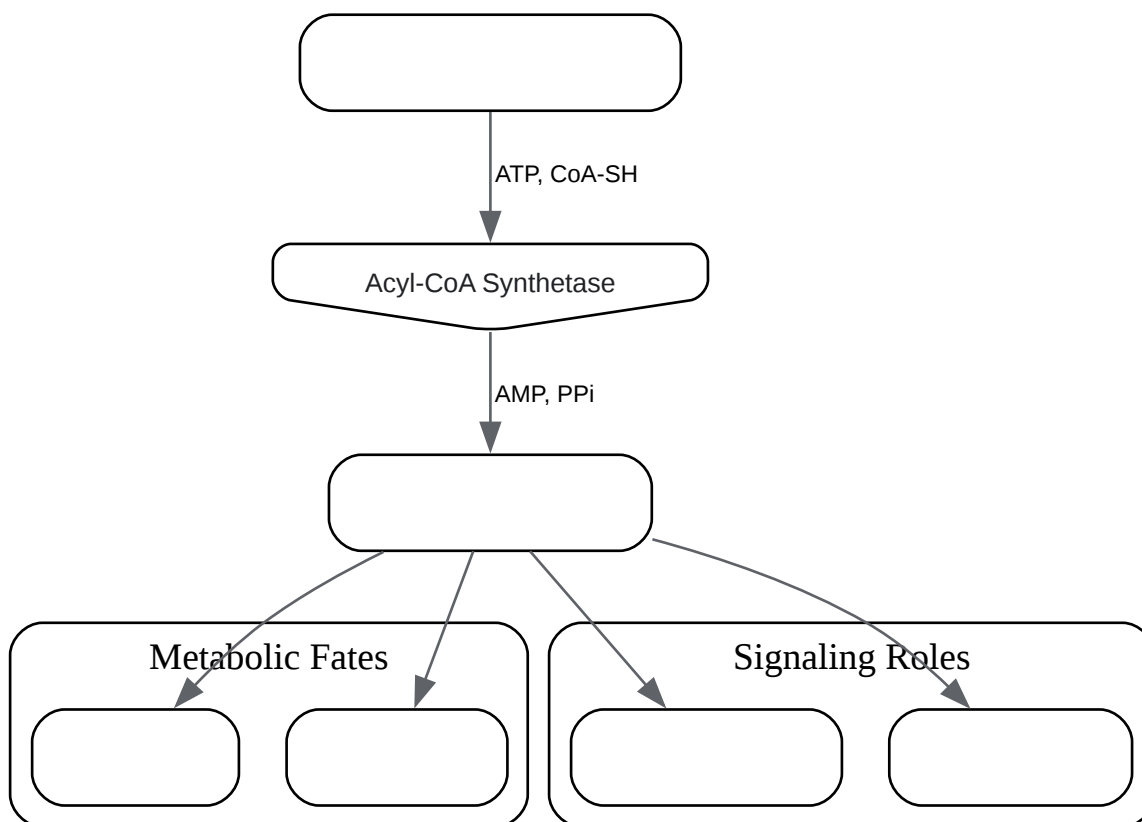 ATP, CoA-SH
Acyl-CoA Synthetase
AMP, PPi
Metabolic Fates
Signaling Roles